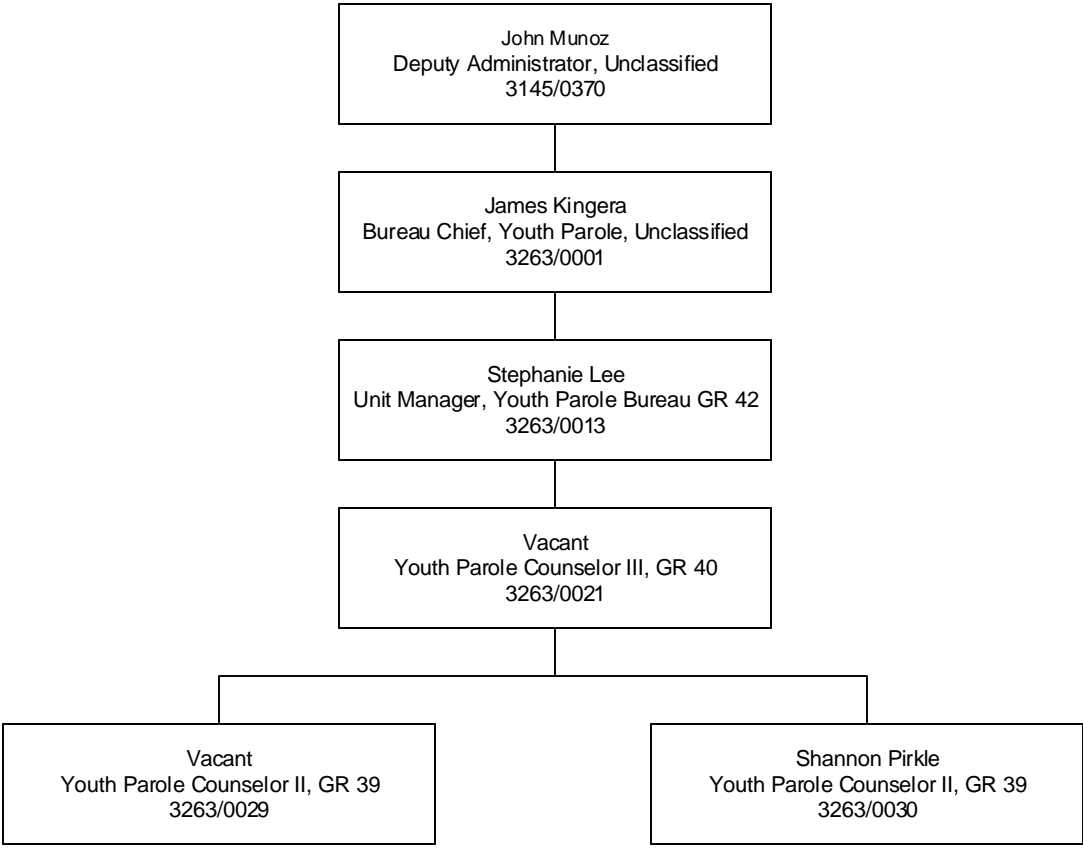 John Munoz
Deputy Administrator, Unclassified
3145/0370
James Kingera
Bureau Chief, Youth Parole, Unclassified
3263/0001
Stephanie Lee
Unit Manager, Youth Parole Bureau GR 42
3263/0013
Vacant
Youth Parole Counselor III, GR 40
3263/0021
Vacant
Youth Parole Counselor II, GR 39
3263/0029
Shannon Pirkle
Youth Parole Counselor II, GR 39
3263/0030